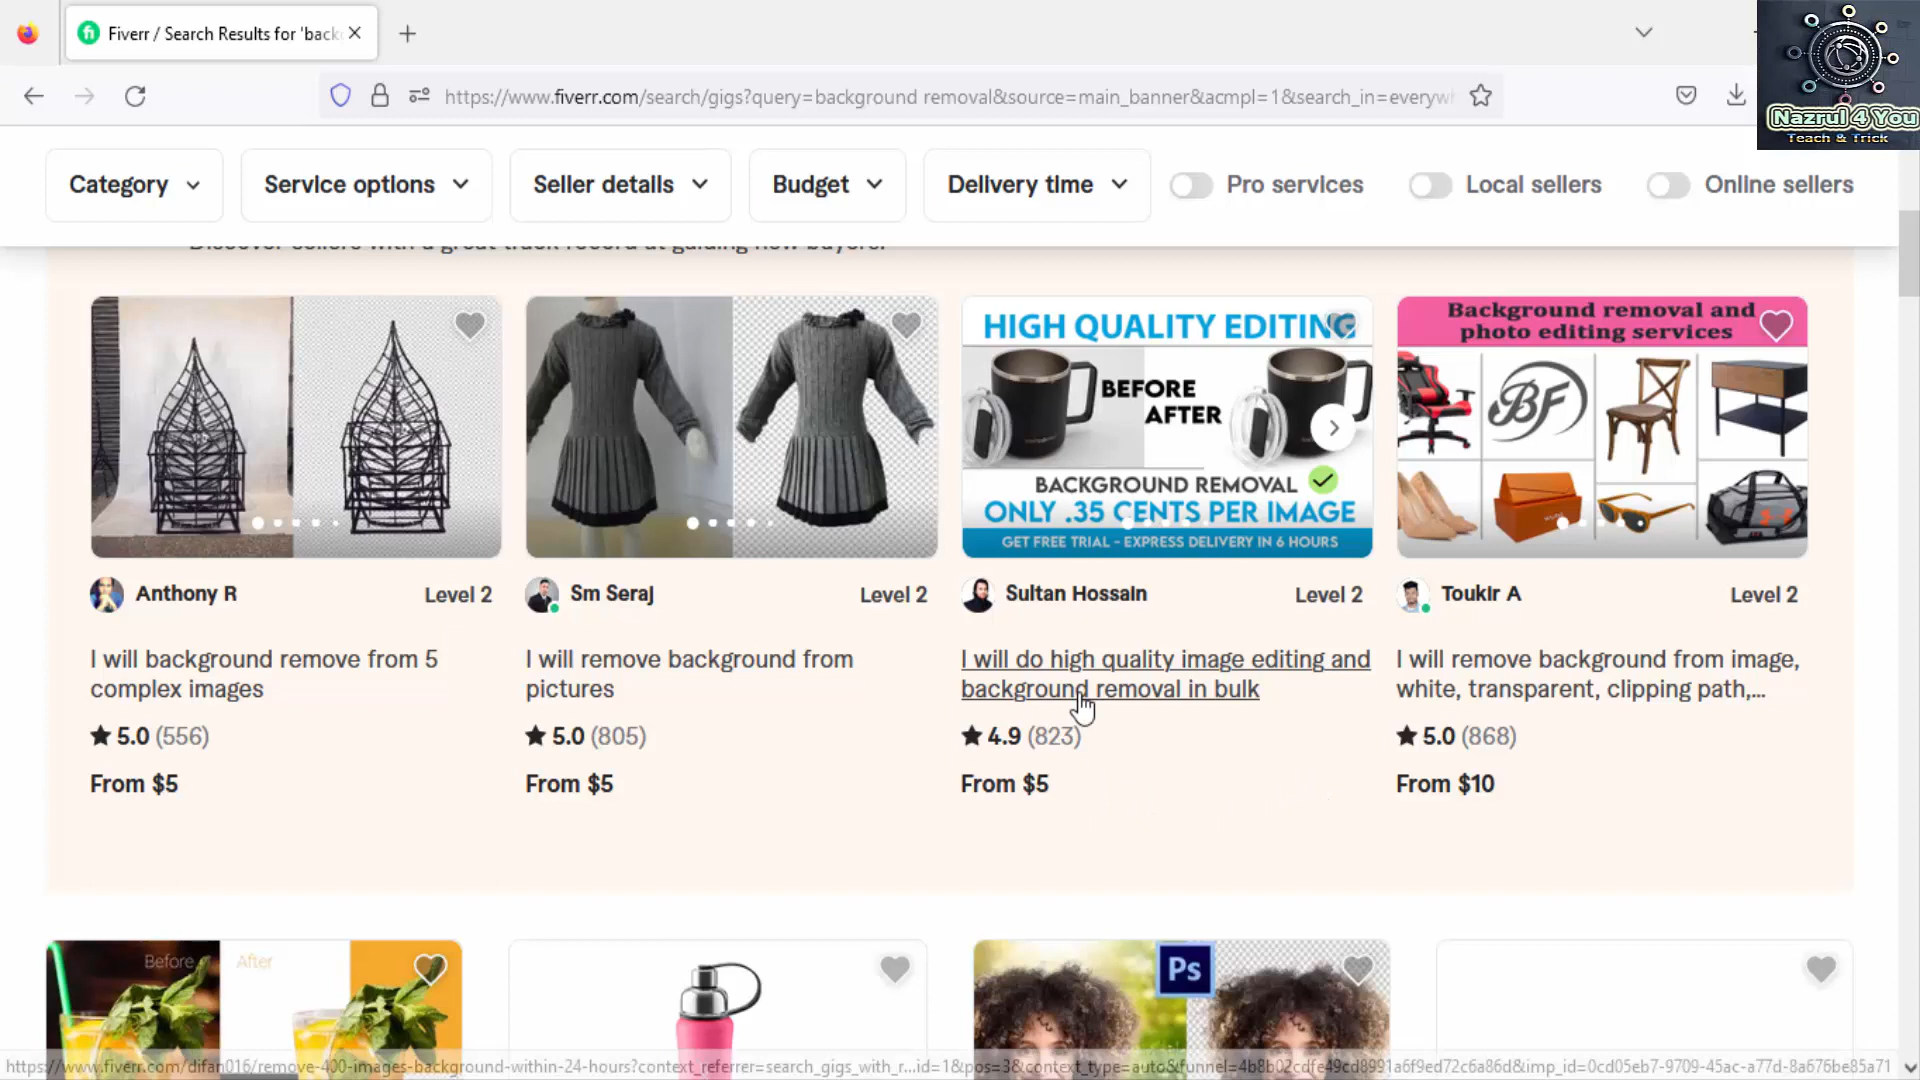 Fiverr / Search Results for 'back
https://www.fiverr.com/search/gigs?query=background removal&source=main_banner&acmpl=1&search_in=everywh
Nazrul 4 You
Teach & Trick
Category
Service options
Seller details
Budget
Delivery time
Pro services
Local sellers
Online sellers
Discover sellers with a great track record at guiding new buyers.
HIGH QUALITY EDITING
BEFORE
AFTER
BACKGROUND REMOVAL
ONLY .35 CENTS PER IMAGE
GET FREE TRIAL - EXPRESS DELIVERY IN 6 HOURS
Background removal and
photo editing services
BF
Anthony R
Level 2
Sm Seraj
Level 2
Sultan Hossain
Level 2
Toukir A
Level 2
I will background remove from 5
complex images
I will remove background from
pictures
I will do high quality image editing and
background removal in bulk
I will remove background from image,
white, transparent, clipping path,...
5.0 (556)
5.0 (805)
4.9 (823)
5.0 (868)
From $5
From $5
From $5
From $10
Before
After
Ps
https://www.fiverr.com/difan016/remove-400-images-background-within-24-hours?context_referrer=search_gigs_with_r...id=1&pos=3&context_type=auto&funnel=4b8b02cdfe49cd8991a6f9ed72c6a86d&imp_id=0cd05eb7-9709-45ac-a77d-8a676be85a71